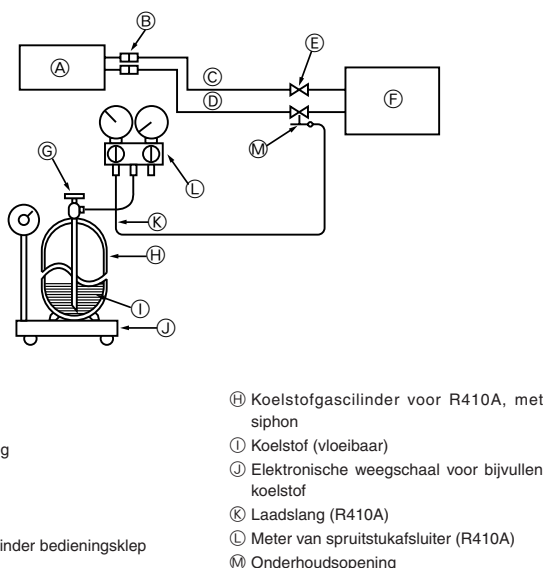 Ⓑ
Ⓔ
Ⓐ
Ⓒ
Ⓕ
Ⓓ
Ⓜ
Ⓖ
Ⓛ
Ⓚ
Ⓗ
Ⓘ
Ⓙ
Ⓗ Koelstofgascilinder voor R410A, met
siphon
Ⓘ Koelstof (vloeibaar)
Ⓙ Elektronische weegschaal voor bijvullen
koelstof
Ⓚ Laadslang (R410A)
Ⓛ Meter van spruitstukafsluiter (R410A)
Ⓜ Onderhoudsopening
g
inder bedieningsklep